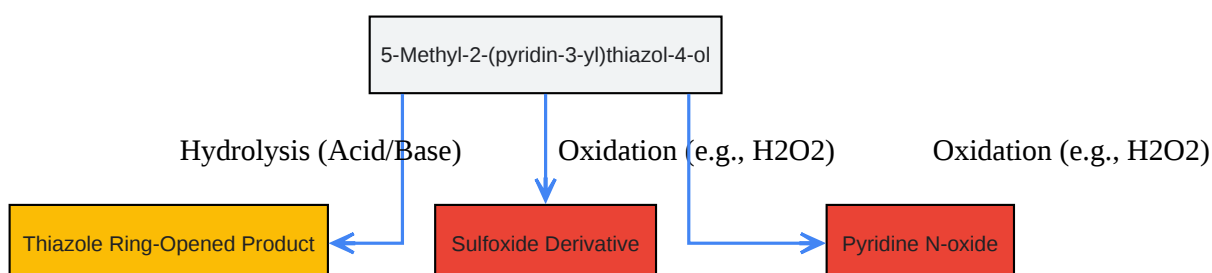 5-Methyl-2-(pyridin-3-yl)thiazol-4-ol
Hydrolysis (Acid/Base)
Oxidation (e.g., H2O2)
Oxidation (e.g., H2O2)
Thiazole Ring-Opened Product
Sulfoxide Derivative
Pyridine N-oxide